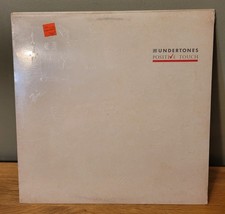 THE UNDERTONES
POSITIVE TOUCH